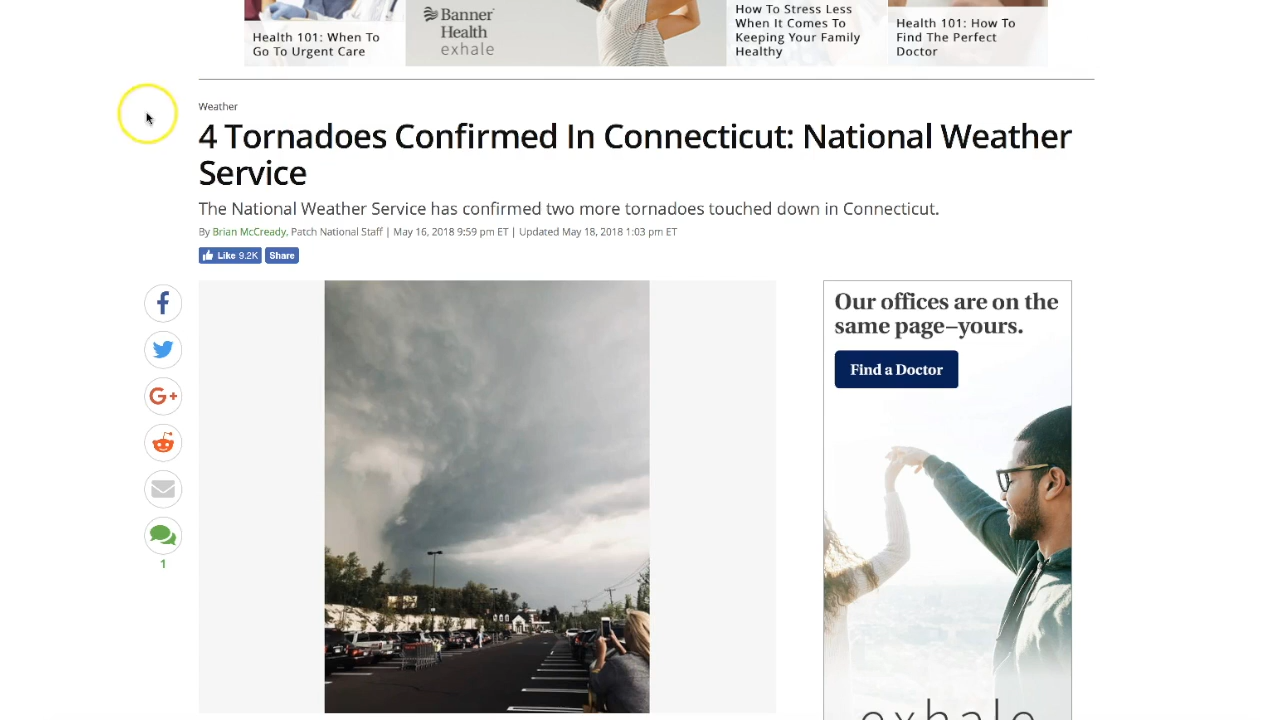 Health 101: When To
Go To Urgent Care
Banner
Health
exhale
How To Stress Less
When It Comes To
Keeping Your Family
Healthy
Health 101: How To
Find The Perfect
Doctor
Weather
4 Tornadoes Confirmed In Connecticut: National Weather
Service
The National Weather Service has confirmed two more tornadoes touched down in Connecticut.
By Brian McCready, Patch National Staff | May 16, 2018 9:59 pm ET | Updated May 18, 2018 1:03 pm ET
Like 9.2K Share
G+
1
Our offices are on the
same page–yours.
Find a Doctor
exhale